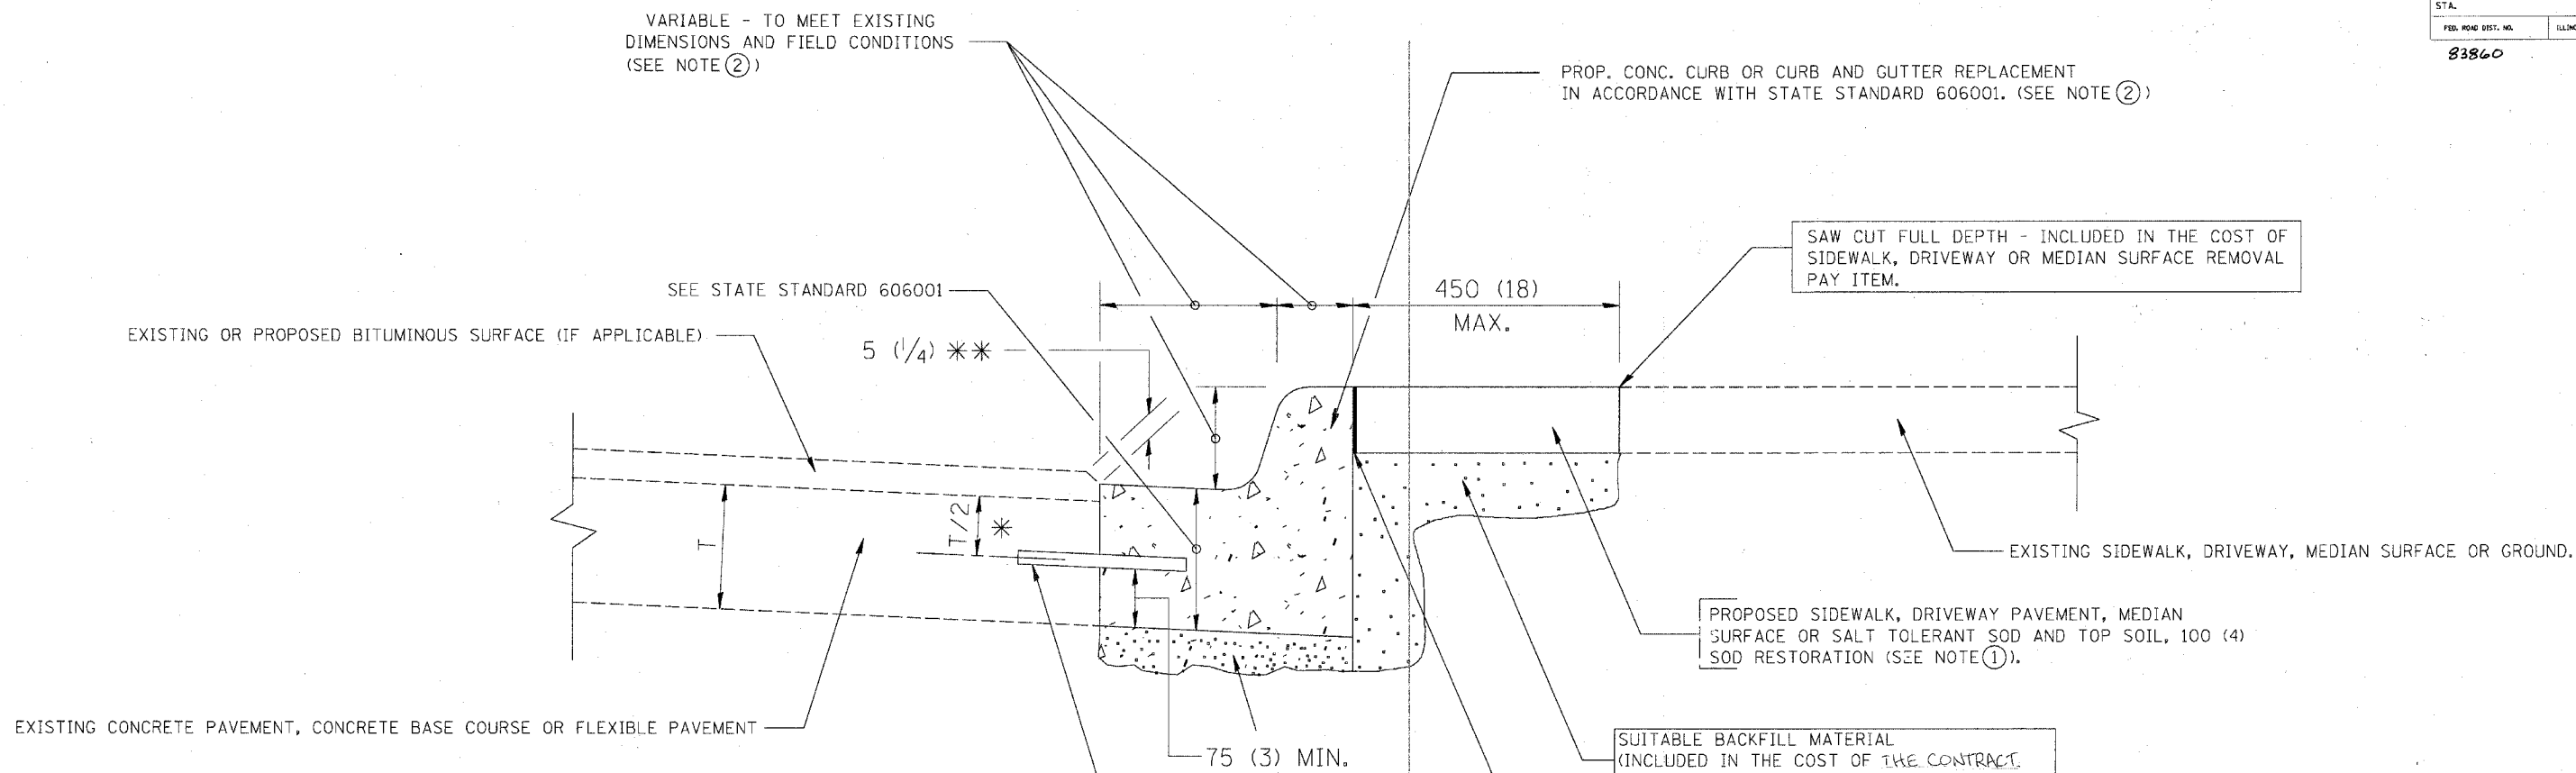 STA.
FED. ROAD DIST. NO.
83860
VARIABLE - TO MEET EXISTING
DIMENSIONS AND FIELD CONDITIONS
(SEE NOTE ②)
PROP. CONC. CURB OR CURB AND GUTTER REPLACEMENT
IN ACCORDANCE WITH STATE STANDARD 606001. (SEE NOTE ②)
SAW CUT FULL DEPTH - INCLUDED IN THE COST OF
SIDEWALK, DRIVEWAY OR MEDIAN SURFACE REMOVAL
PAY ITEM.
SEE STATE STANDARD 606001
450 (18)
MAX.
EXISTING OR PROPOSED BITUMINOUS SURFACE (IF APPLICABLE)
5 (1/4) **
T
T/2
*
EXISTING SIDEWALK, DRIVEWAY, MEDIAN SURFACE OR GROUND.
PROPOSED SIDEWALK, DRIVEWAY PAVEMENT, MEDIAN
SURFACE OR SALT TOLERANT SOD AND TOP SOIL, 100 (4)
SOD RESTORATION (SEE NOTE ①).
EXISTING CONCRETE PAVEMENT, CONCRETE BASE COURSE OR FLEXIBLE PAVEMENT
75 (3) MIN.
SUITABLE BACKFILL MATERIAL
(INCLUDED IN THE COST OF THE CONTRACT